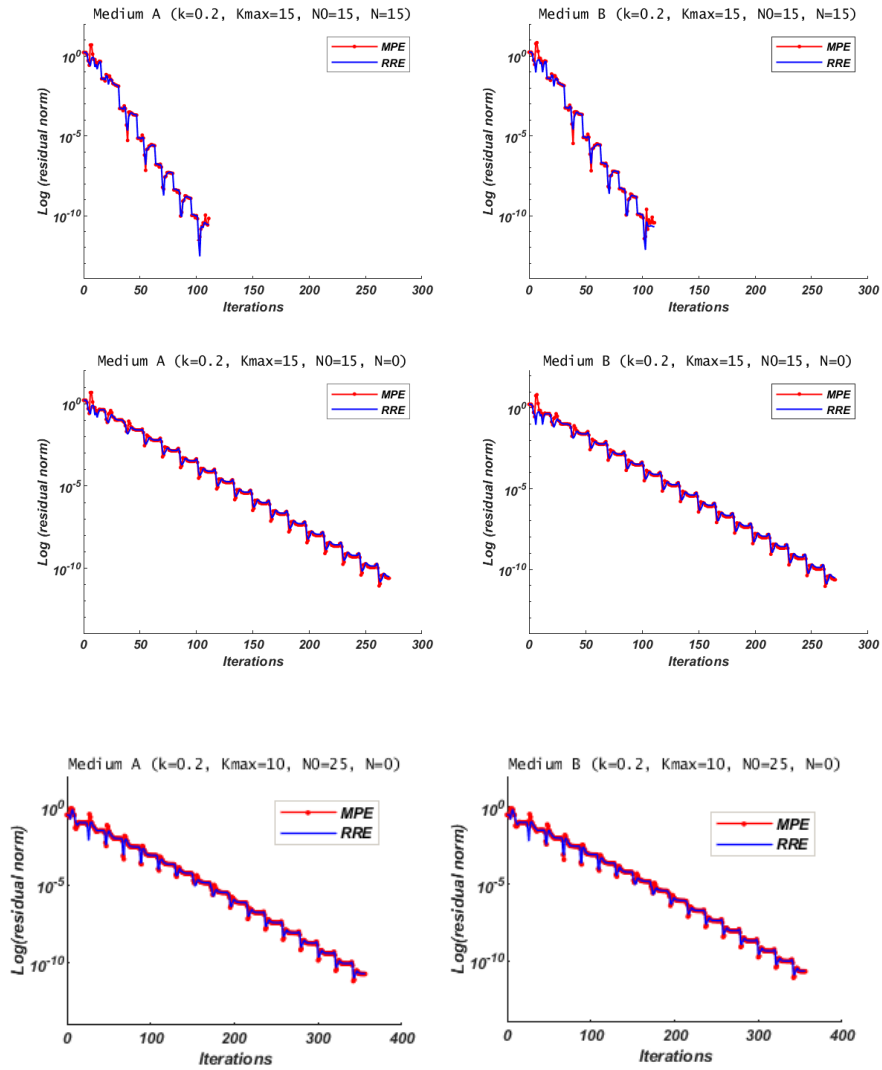 Medium A (k=0.2, Kmax=15, N0=15, N=15)
MPE
RRE
10^0
10^-5
10^-10
Log (residual norm)
0 50 100 150 200 250 300
Iterations
Medium B (k=0.2, Kmax=15, N0=15, N=15)
MPE
RRE
10^0
10^-5
10^-10
Log (residual norm)
0 50 100 150 200 250 300
Iterations
Medium A (k=0.2, Kmax=15, N0=15, N=0)
MPE
RRE
10^0
10^-5
10^-10
Log (residual norm)
0 50 100 150 200 250 300
Iterations
Medium B (k=0.2, Kmax=15, N0=15, N=0)
MPE
RRE
10^0
10^-5
10^-10
Log (residual norm)
0 50 100 150 200 250 300
Iterations
Medium A (k=0.2, Kmax=10, N0=25, N=0)
MPE
RRE
10^0
10^-5
10^-10
Log(residual norm)
0 100 200 300 400
Iterations
Medium B (k=0.2, Kmax=10, N0=25, N=0)
MPE
RRE
10^0
10^-5
10^-10
Log(residual norm)
0 100 200 300 400
Iterations